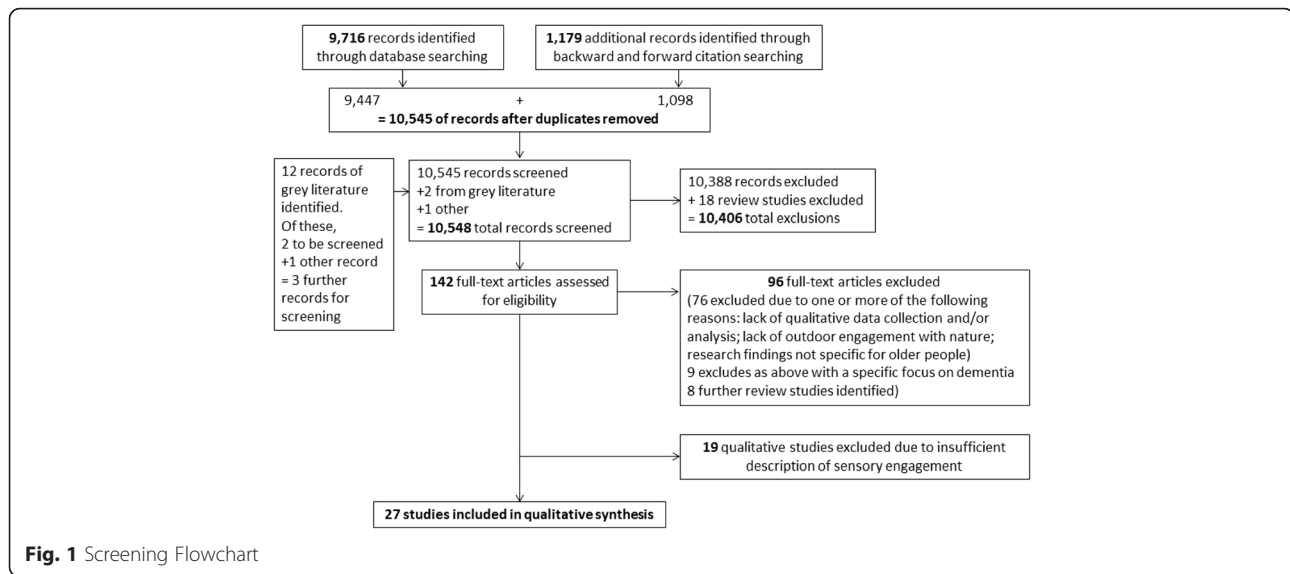 9,716 records identified
through database searching
1,179 additional records identified through
backward and forward citation searching
9,447 + 1,098
= 10,545 of records after duplicates removed
12 records of
grey literature
identified.
Of these,
2 to be screened
+1 other record
= 3 further
records for
screening
10,545 records screened
+2 from grey literature
+1 other
= 10,548 total records screened
10,388 records excluded
+ 18 review studies excluded
= 10,406 total exclusions
142 full-text articles assessed
for eligibility
96 full-text articles excluded
(76 excluded due to one or more of the following
reasons: lack of qualitative data collection and/or
analysis; lack of outdoor engagement with nature;
research findings not specific for older people)
9 excludes as above with a specific focus on dementia
8 further review studies identified)
19 qualitative studies excluded due to insufficient
description of sensory engagement
27 studies included in qualitative synthesis
Fig. 1 Screening Flowchart